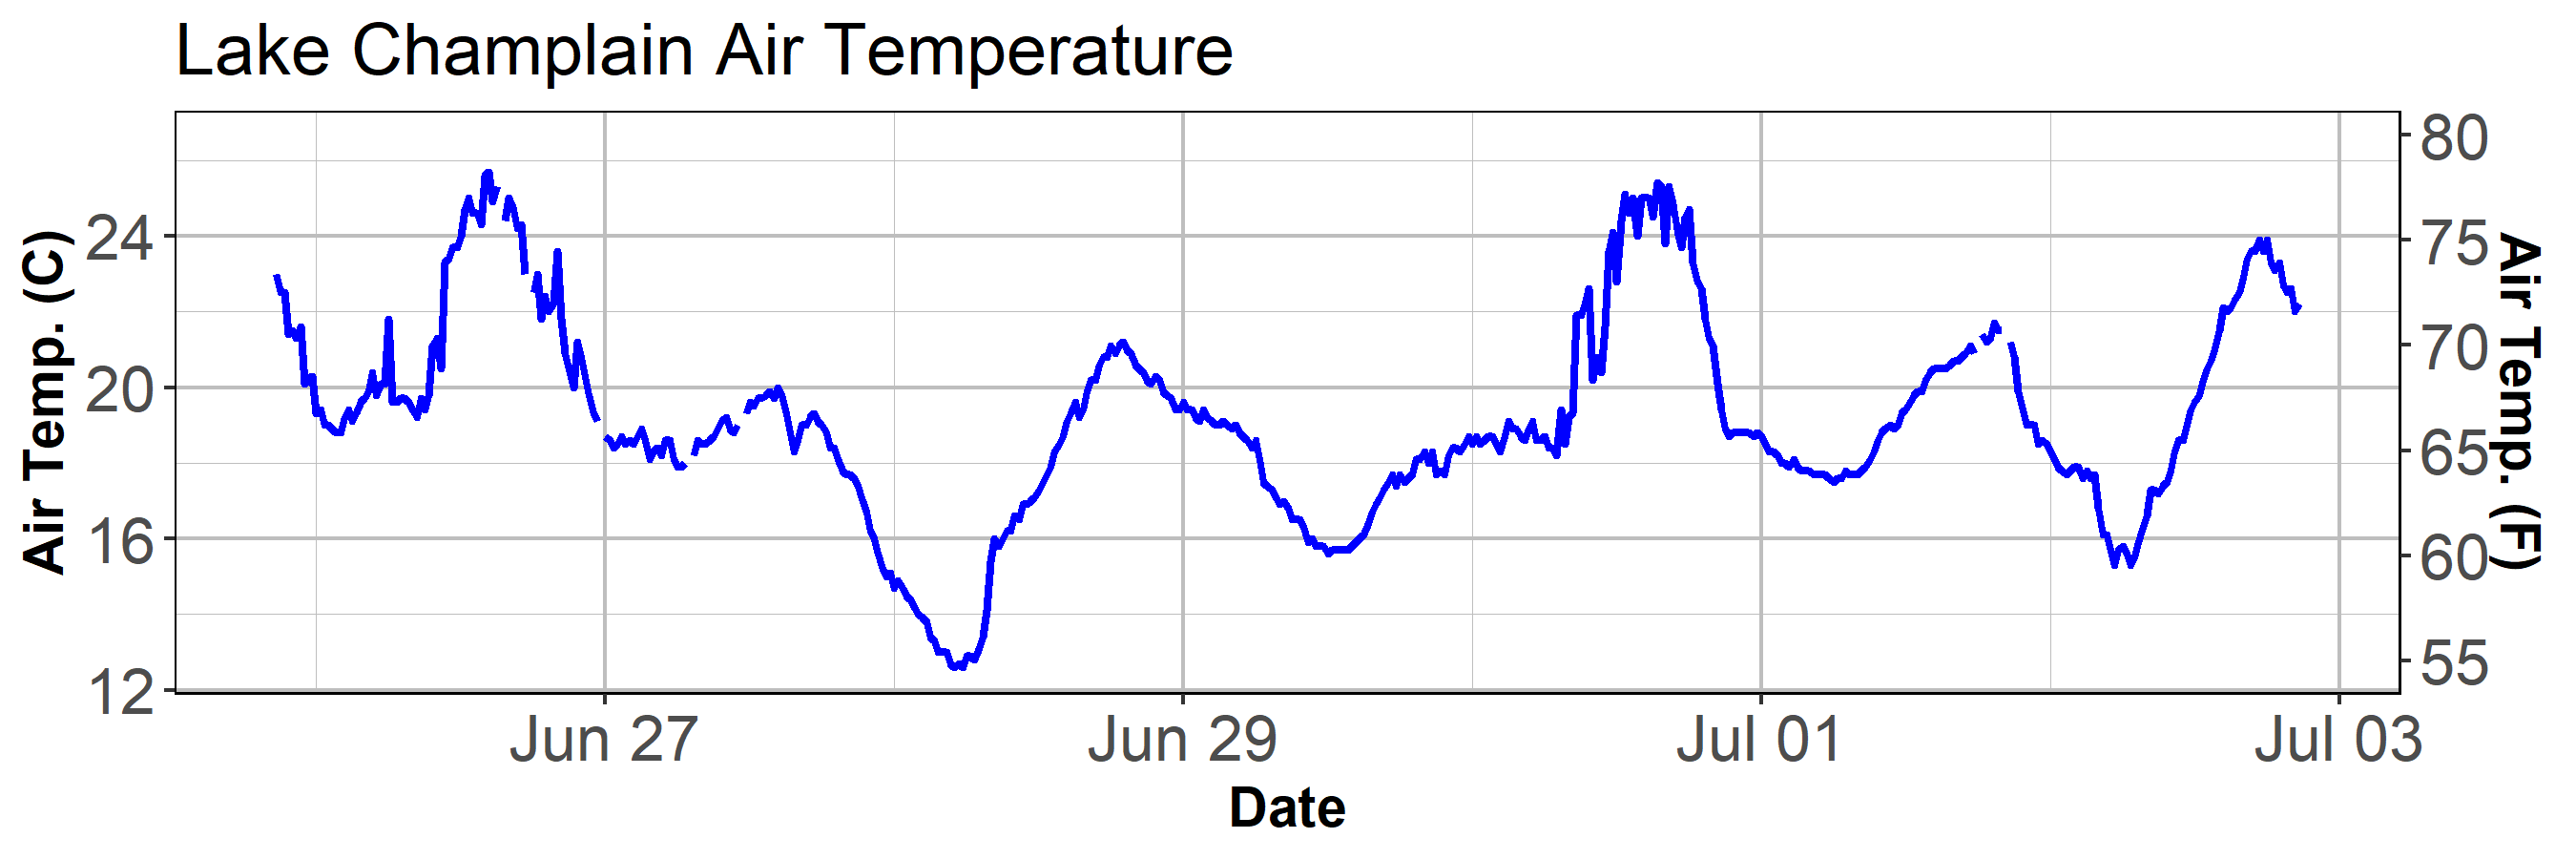 Lake Champlain Air Temperature
Air Temp. (C)
24
20
16
12
80
75
70
65
60
55
Air Temp. (F)
Jun 27
Jun 29
Jul 01
Jul 03
Date